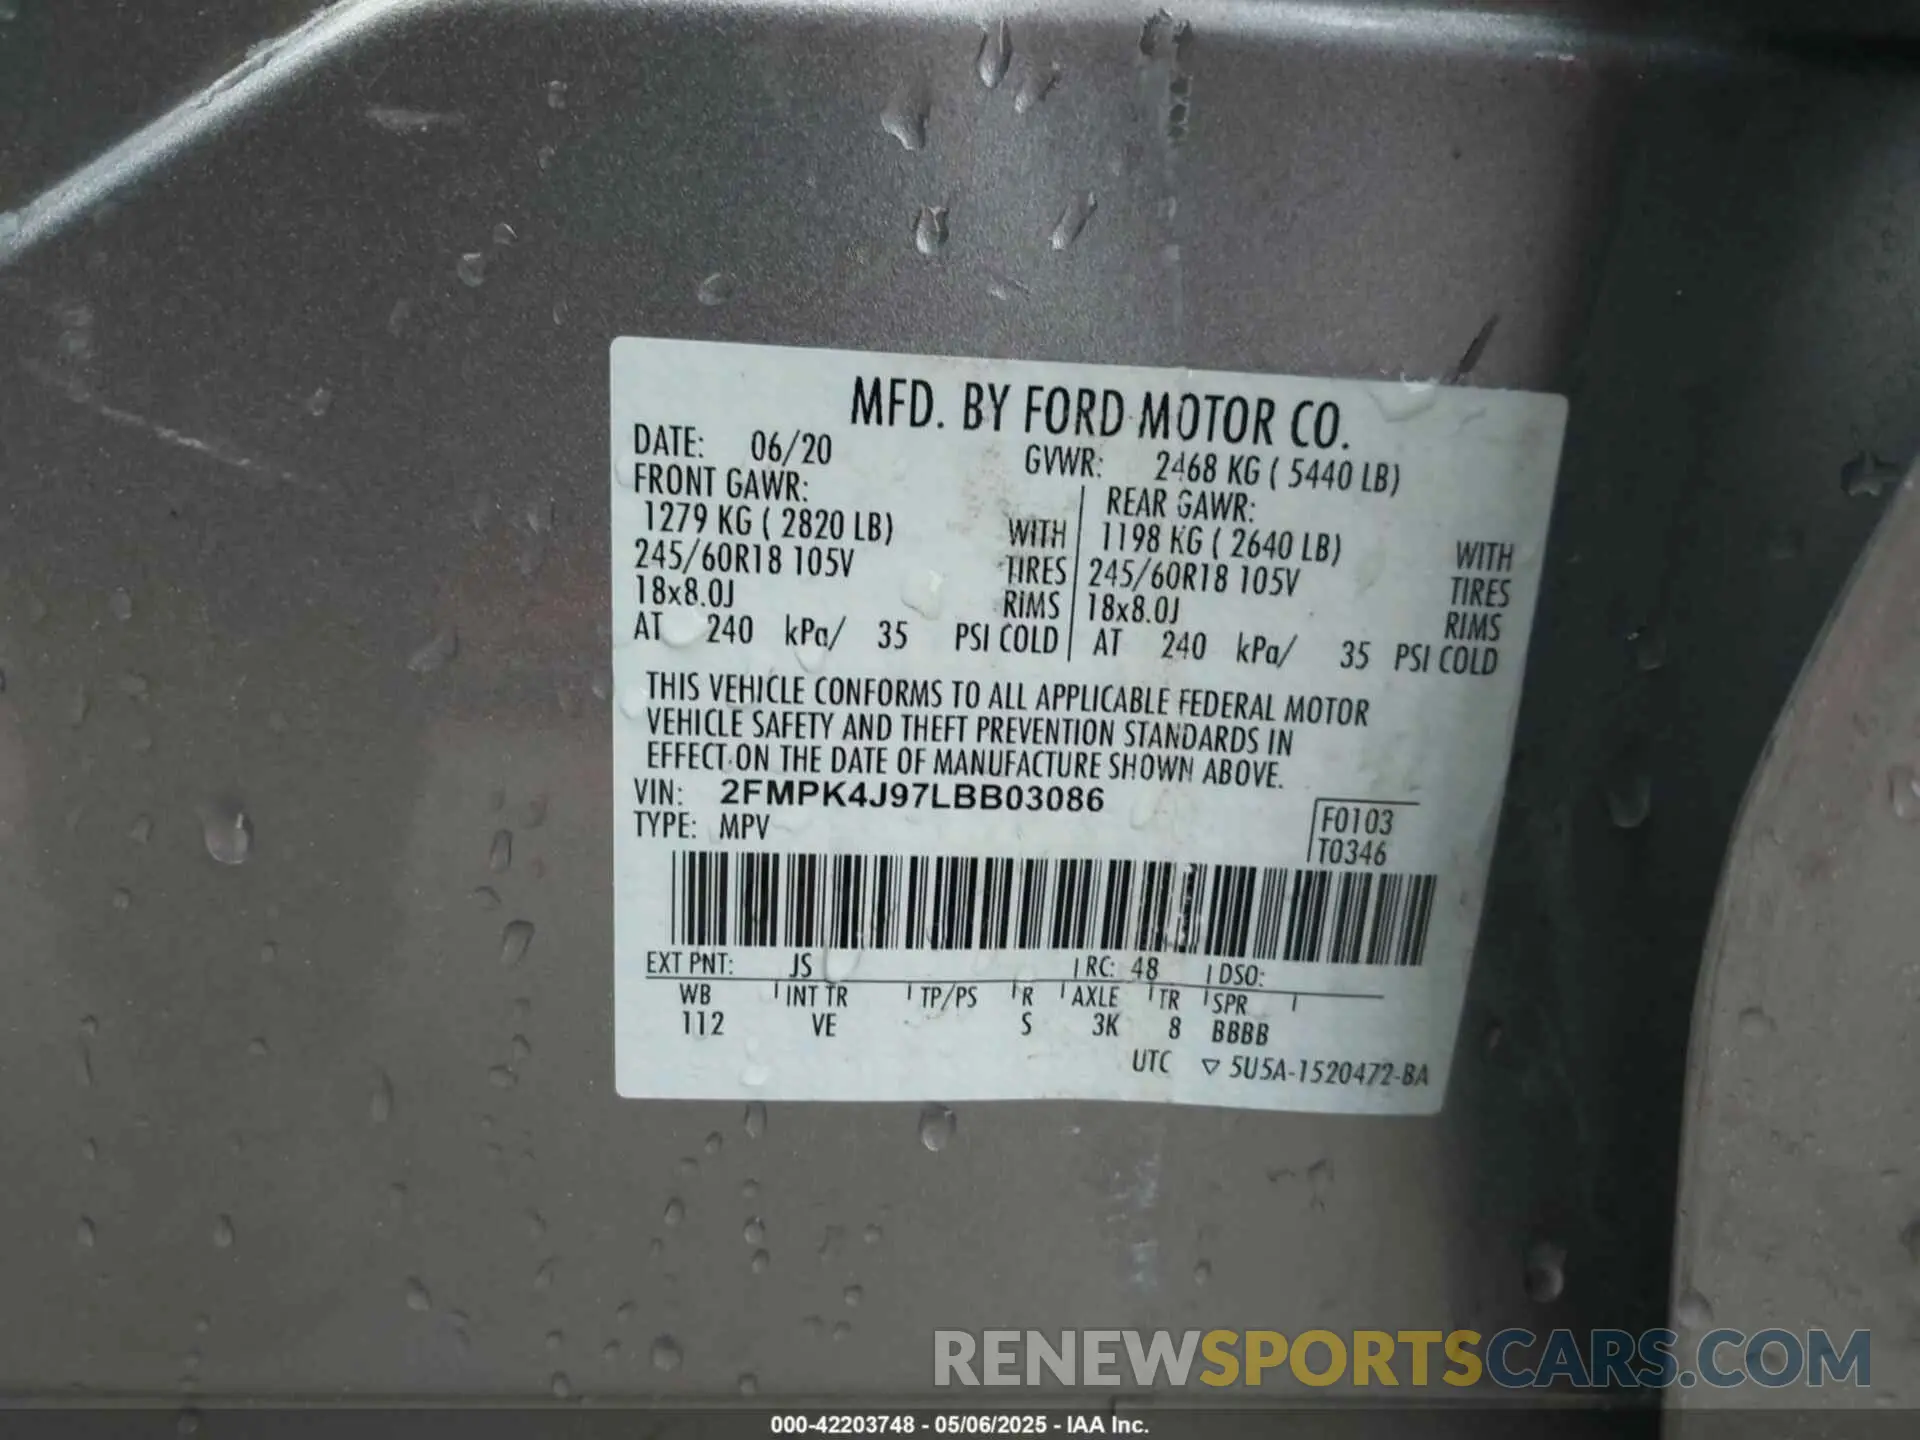 MFD. BY FORD MOTOR CO.
DATE: 06/20 GVWR: 2468 KG ( 5440 LB)
FRONT GAWR: REAR GAWR:
1279 KG ( 2820 LB) WITH 1198 KG ( 2640 LB) WITH
245/60R18 105V TIRES 245/60R18 105V TIRES
18x8.0J RIMS 18x8.0J RIMS
AT 240 kPa/ 35 PSI COLD AT 240 kPa/ 35 PSI COLD
THIS VEHICLE CONFORMS TO ALL APPLICABLE FEDERAL MOTOR
VEHICLE SAFETY AND THEFT PREVENTION STANDARDS IN
EFFECT ON THE DATE OF MANUFACTURE SHOWN ABOVE.
VIN: 2FMPK4J97LBB03086
TYPE: MPV
F0103
T0346
EXT PNT: JS RC: 48 DSO:
WB INT TR TP/PS R AXLE TR SPR
112 VE S 3K 8 BBBB
UTC ▽ 5U5A-1520472-BA
RENEWSPORTSCARS.COM
000-42203748 - 05/06/2025 - IAA Inc.